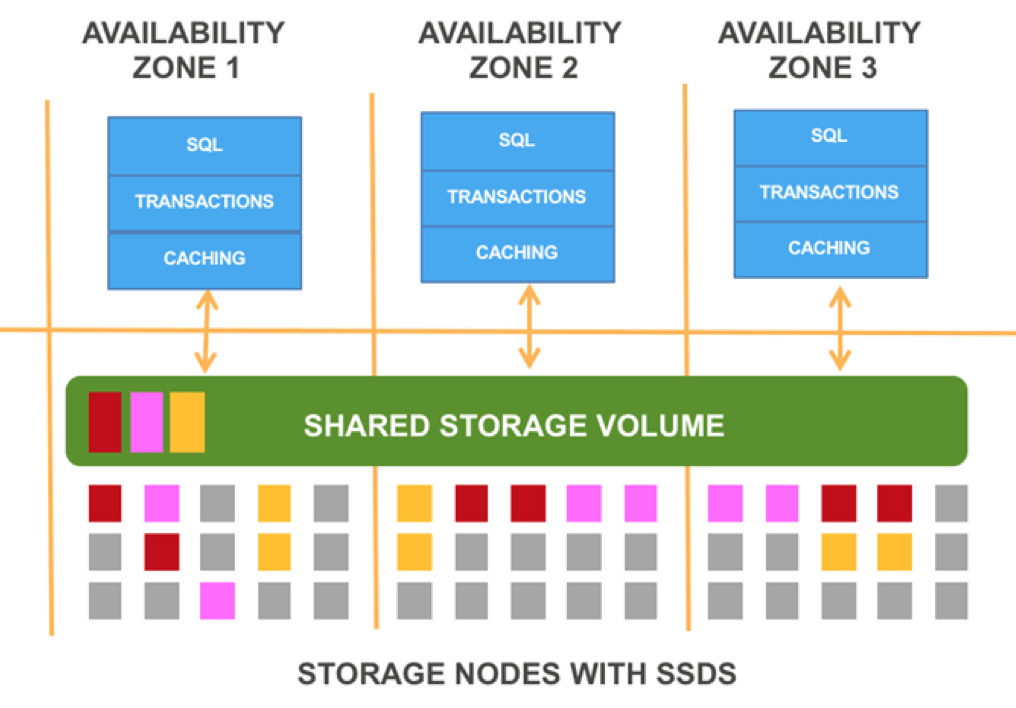 AVAILABILITY
ZONE 1
AVAILABILITY
ZONE 2
AVAILABILITY
ZONE 3
SQL
TRANSACTIONS
CACHING
SQL
TRANSACTIONS
CACHING
SQL
TRANSACTIONS
CACHING
SHARED STORAGE VOLUME
STORAGE NODES WITH SSDS